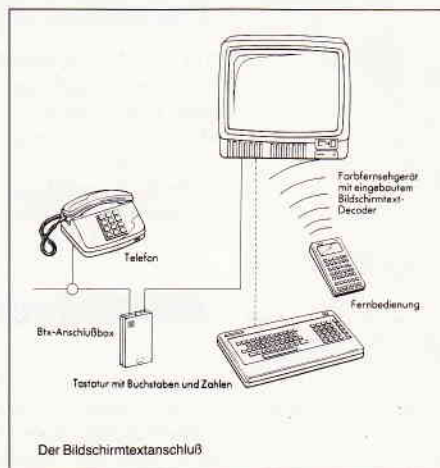 Farbfernsehgerät
mit eingebautem
Bildschirmtext-
Decoder
Telefon
Fernbedienung
Btx-Anschlußbox
Tastatur mit Buchstaben und Zahlen
Der Bildschirmtextanschluß